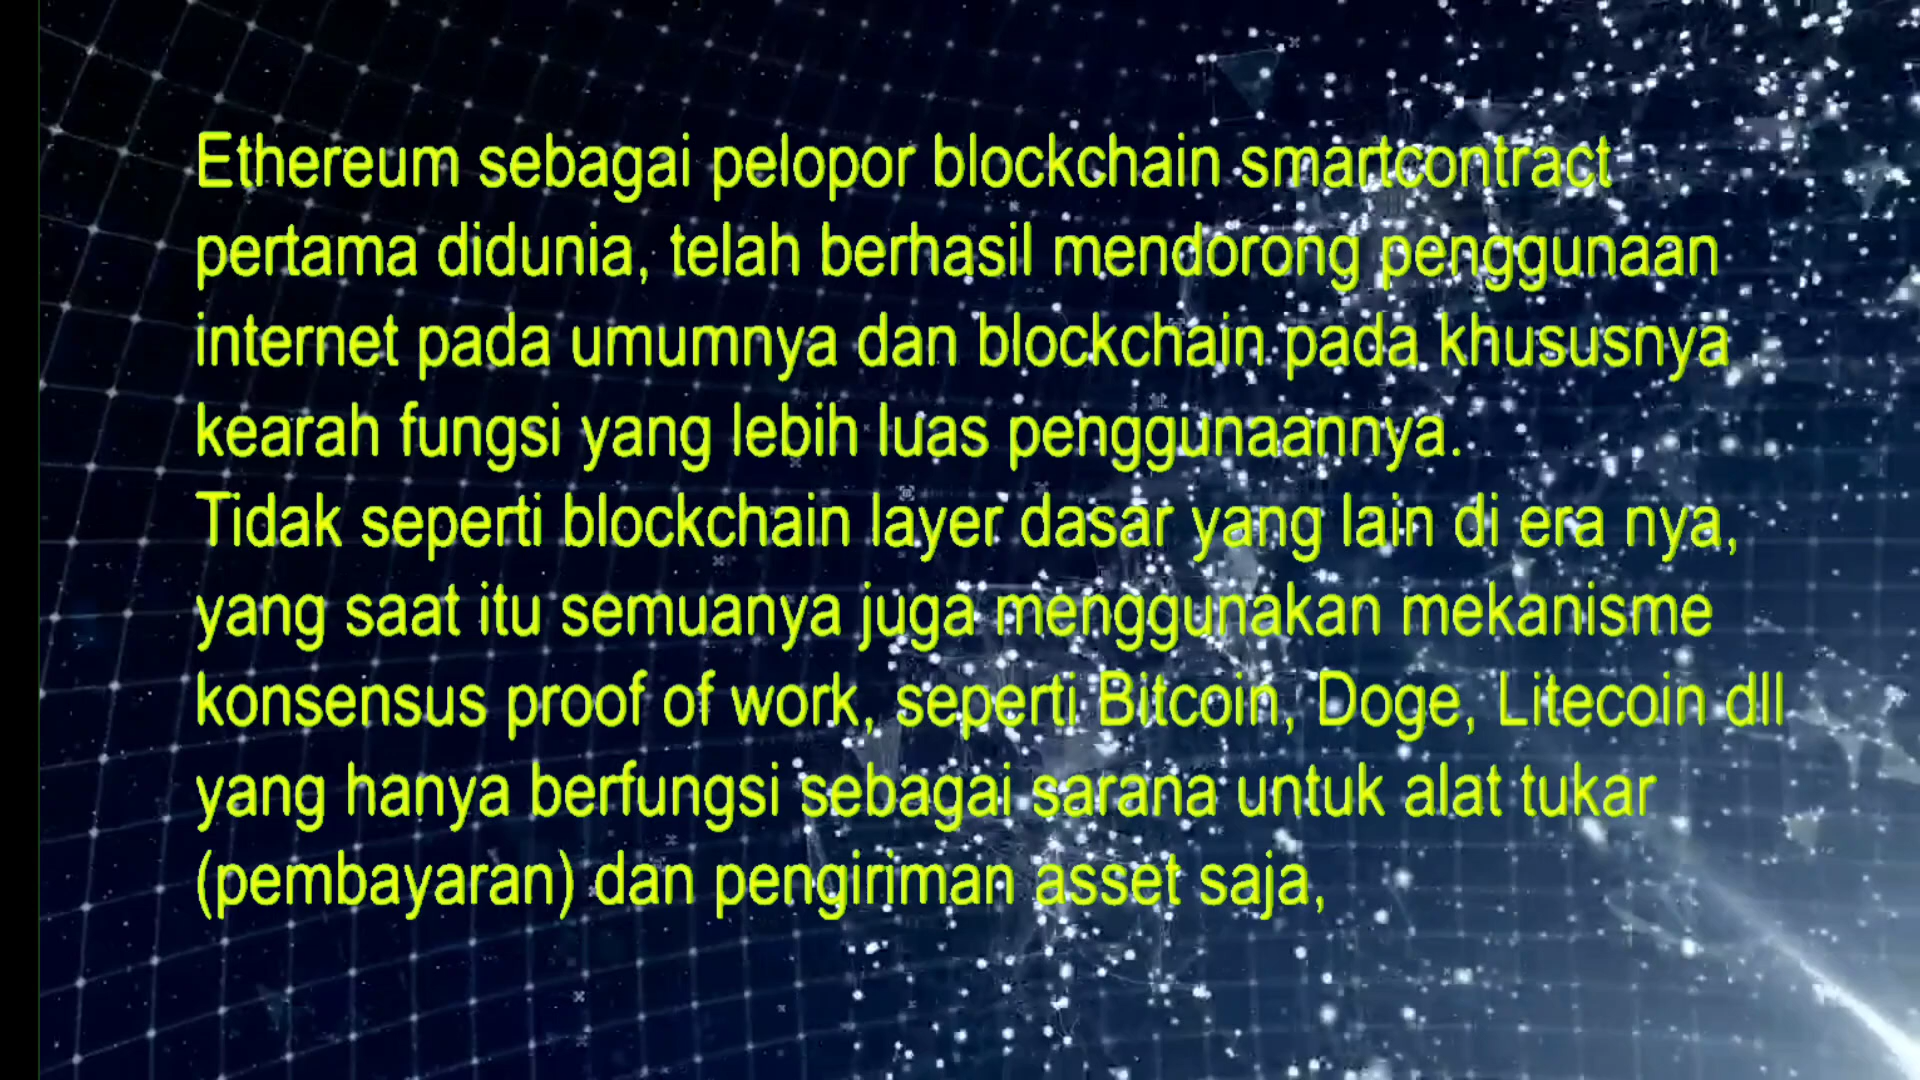 Ethereum sebagai pelopor blockchain smartcontract
pertama didunia, telah berhasil mendorong penggunaan
internet pada umumnya dan blockchain pada khususnya
kearah fungsi yang lebih luas penggunaannya.
Tidak seperti blockchain layer dasar yang lain di era nya,
yang saat itu semuanya juga menggunakan mekanisme
konsensus proof of work, seperti Bitcoin, Doge, Litecoin dll
yang hanya berfungsi sebagai sarana untuk alat tukar
(pembayaran) dan pengiriman asset saja,